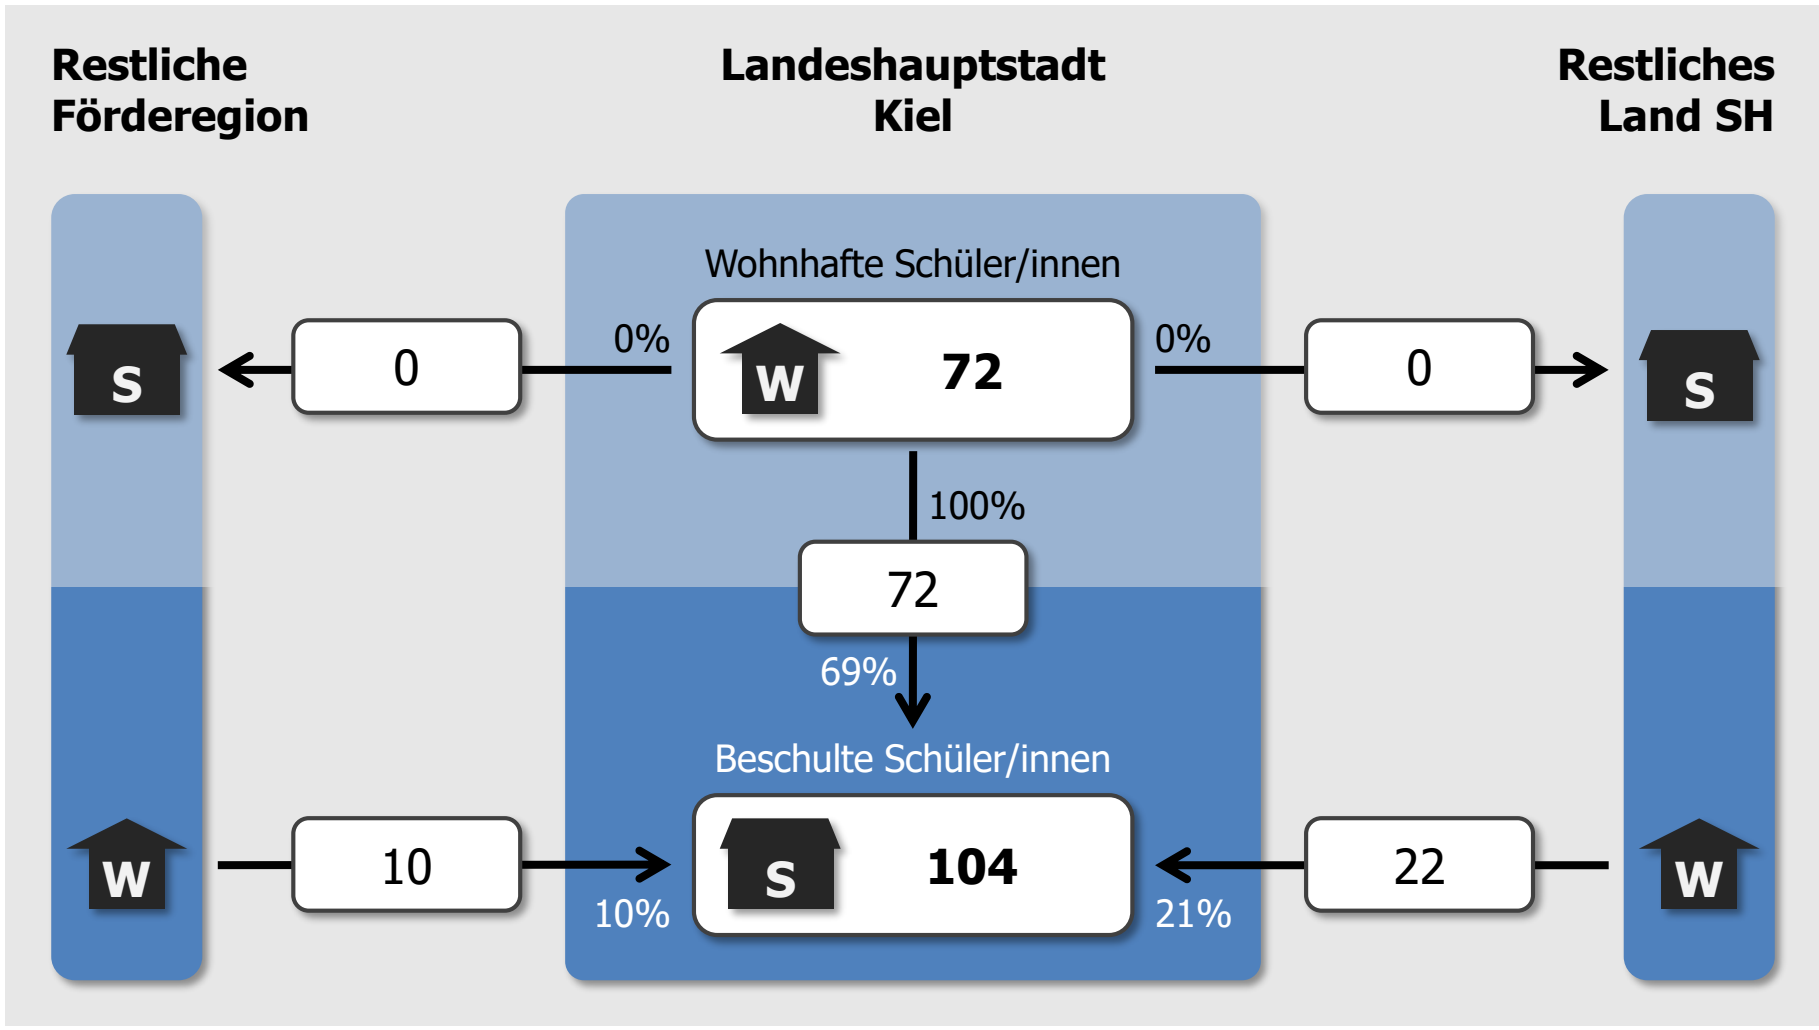 Restliche
Förderegion
Landeshauptstadt
Kiel
Restliches
Land SH
Wohnhafte Schüler/innen
S
0
0%
W
72
0%
0
S
100%
72
69%
Beschulte Schüler/innen
W
10
10%
S
104
21%
22
W